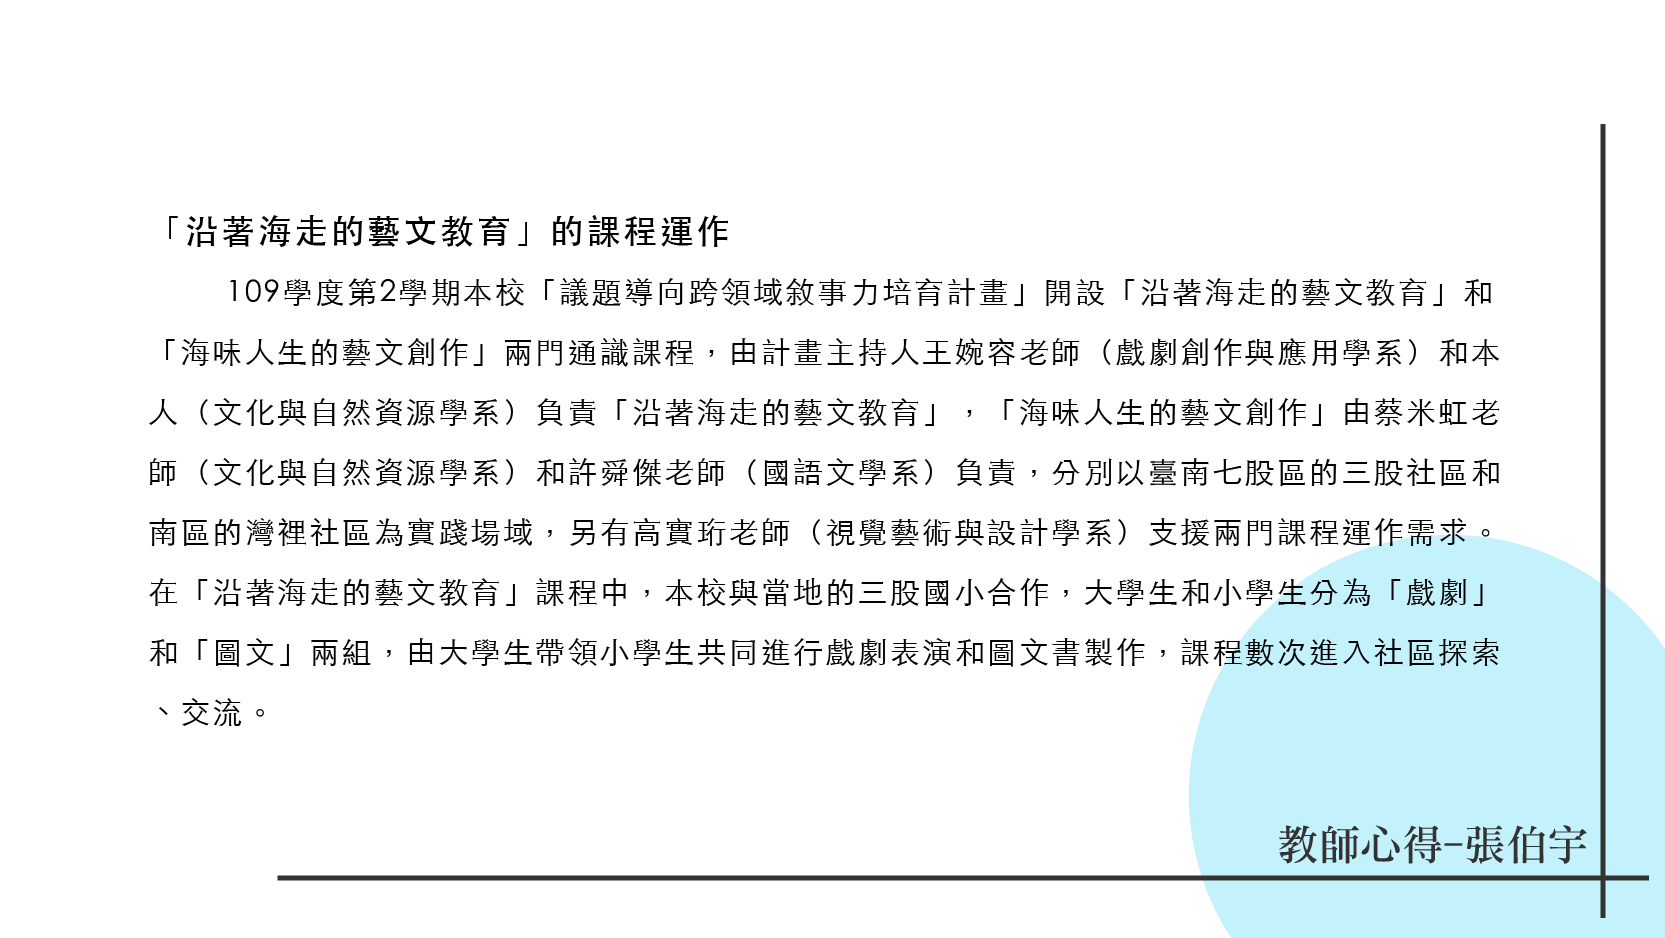 「沿著海走的藝文教育」的課程運作
109學度第2學期本校「議題導向跨領域敘事力培育計畫」開設「沿著海走的藝文教育」和
「海味人生的藝文創作」兩門通識課程，由計畫主持人王婉容老師（戲劇創作與應用學系）和本
人（文化與自然資源學系）負責「沿著海走的藝文教育」，「海味人生的藝文創作」由蔡米虹老
師（文化與自然資源學系）和許舜傑老師（國語文學系）負責，分別以臺南七股區的三股社區和
南區的灣裡社區為實踐場域，另有高實珩老師（視覺藝術與設計學系）支援兩門課程運作需求。
在「沿著海走的藝文教育」課程中，本校與當地的三股國小合作，大學生和小學生分為「戲劇」
和「圖文」兩組，由大學生帶領小學生共同進行戲劇表演和圖文書製作，課程數次進入社區探索
、交流。
教師心得-張伯宇